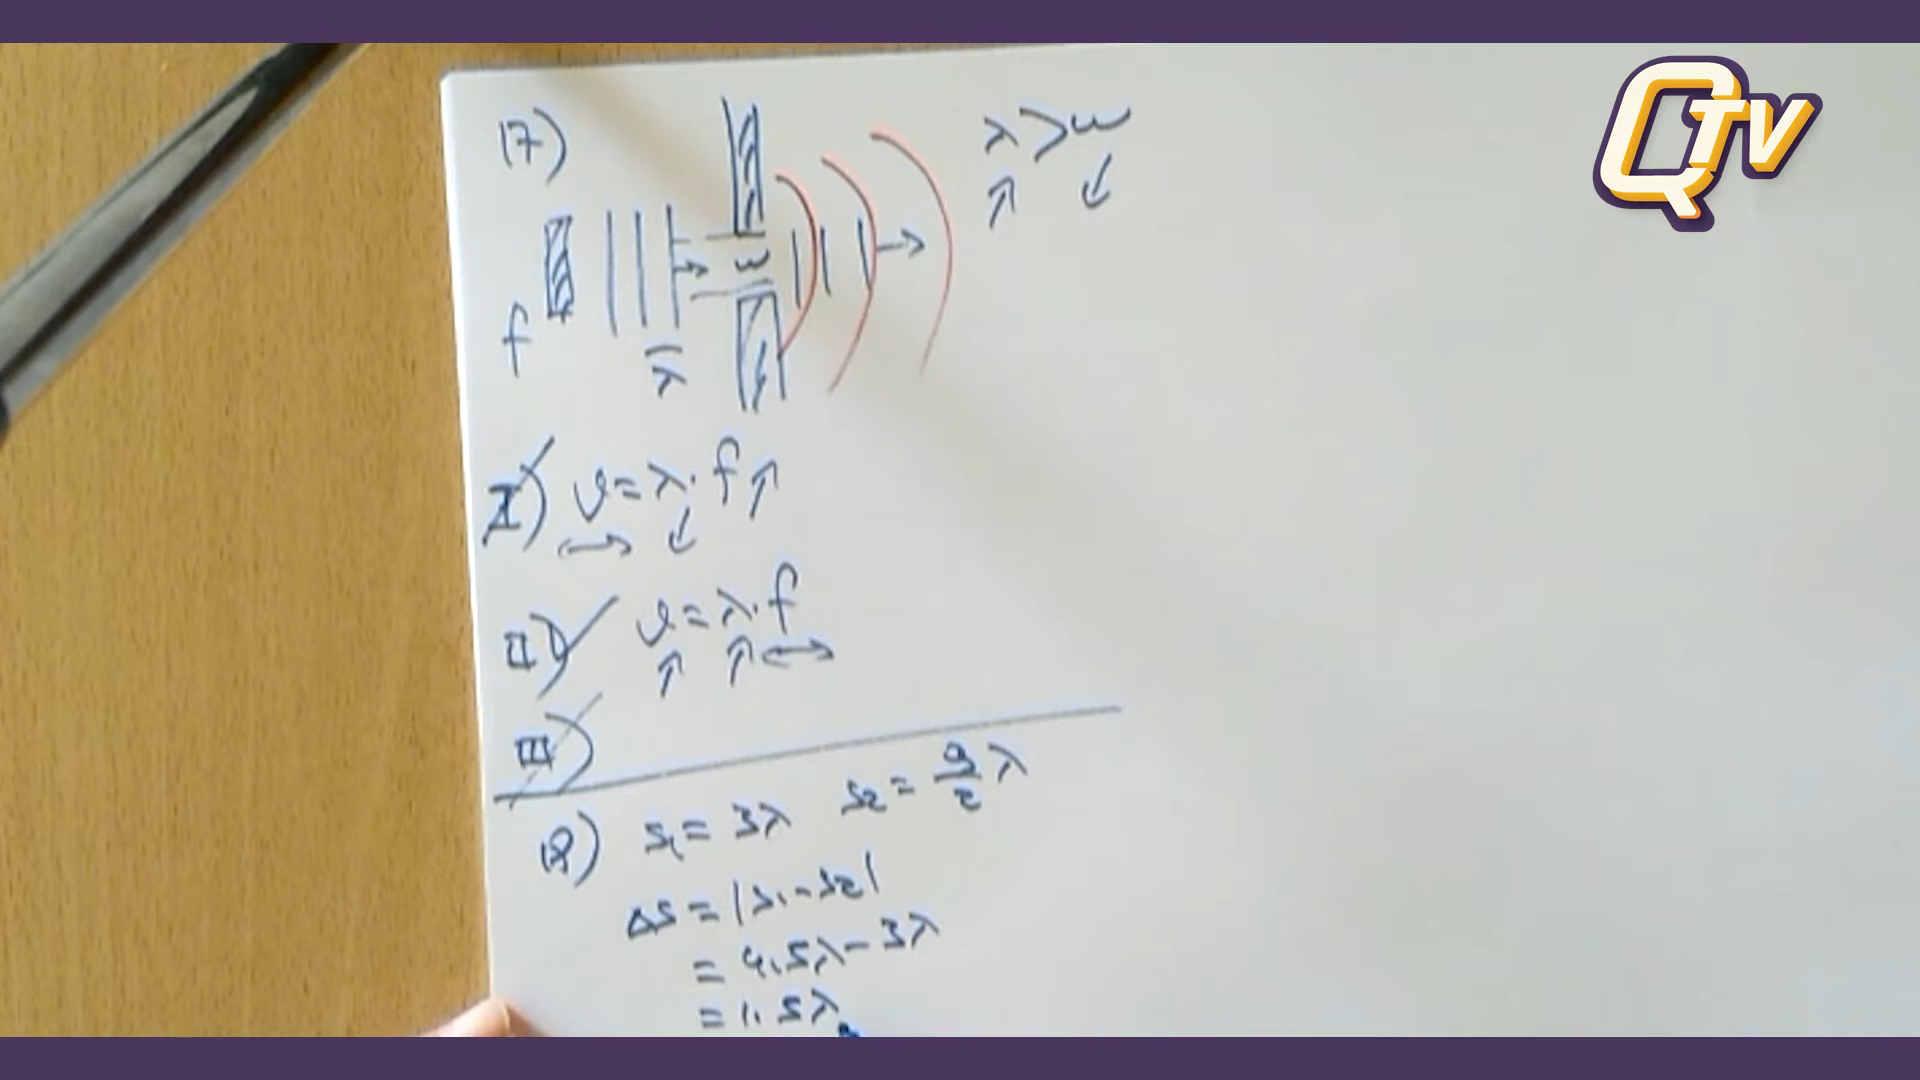 QTV
17)
λ > w
w
f
λ
I) v = λ. f
II) v = λ. f
III)
18) s₁ = 3λ s₂ = 9/2 λ
Δs = |s₁ - s₂|
= 4.5λ - 3λ
= 1.5λ